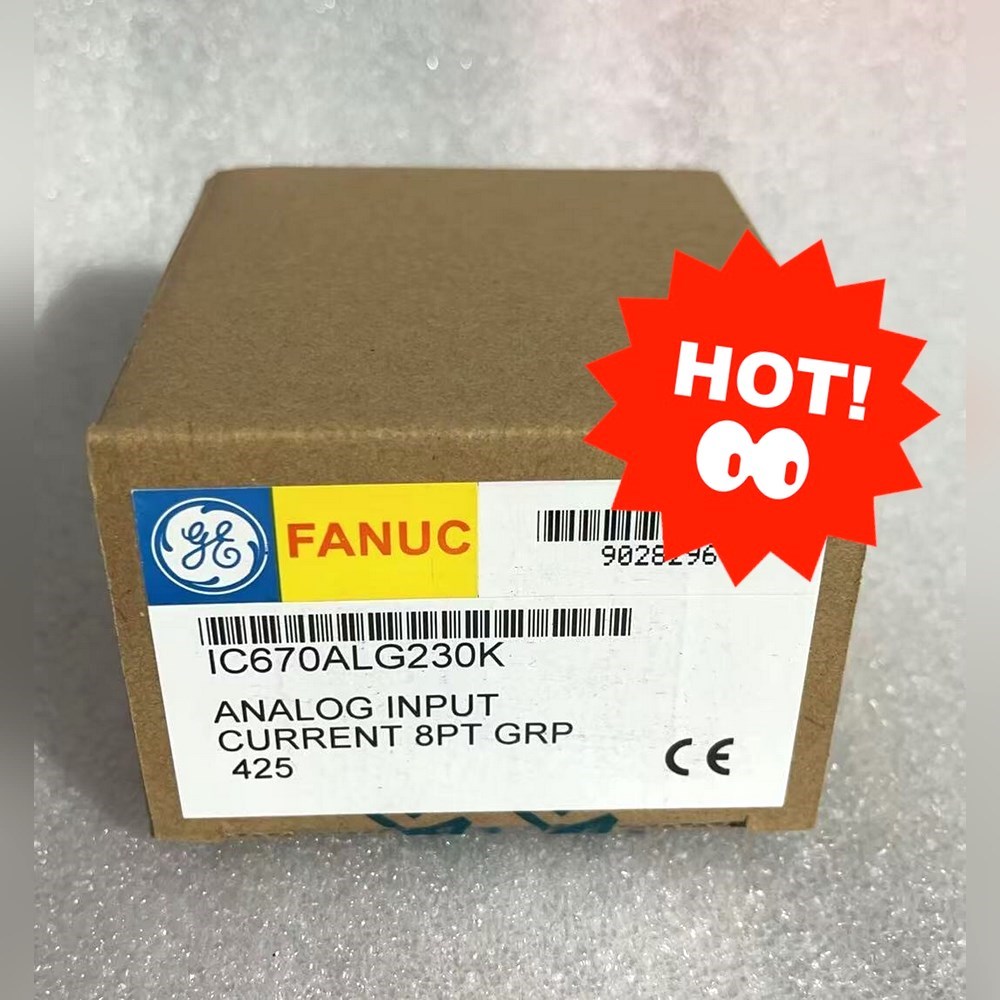 HOT!
GE FANUC
9028296
IC670ALG230K
ANALOG INPUT
CURRENT 8PT GRP
425
CE